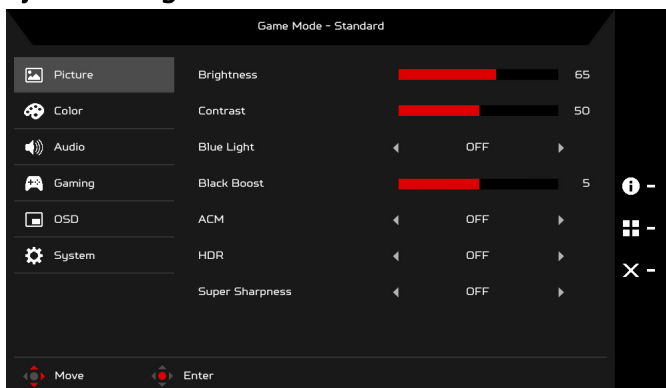 Game Mode - Standard
Picture
Brightness 65
Color
Contrast 50
Audio
Blue Light OFF
Gaming
Black Boost 5
OSD
ACM OFF
System
HDR OFF
Super Sharpness OFF
Move Enter